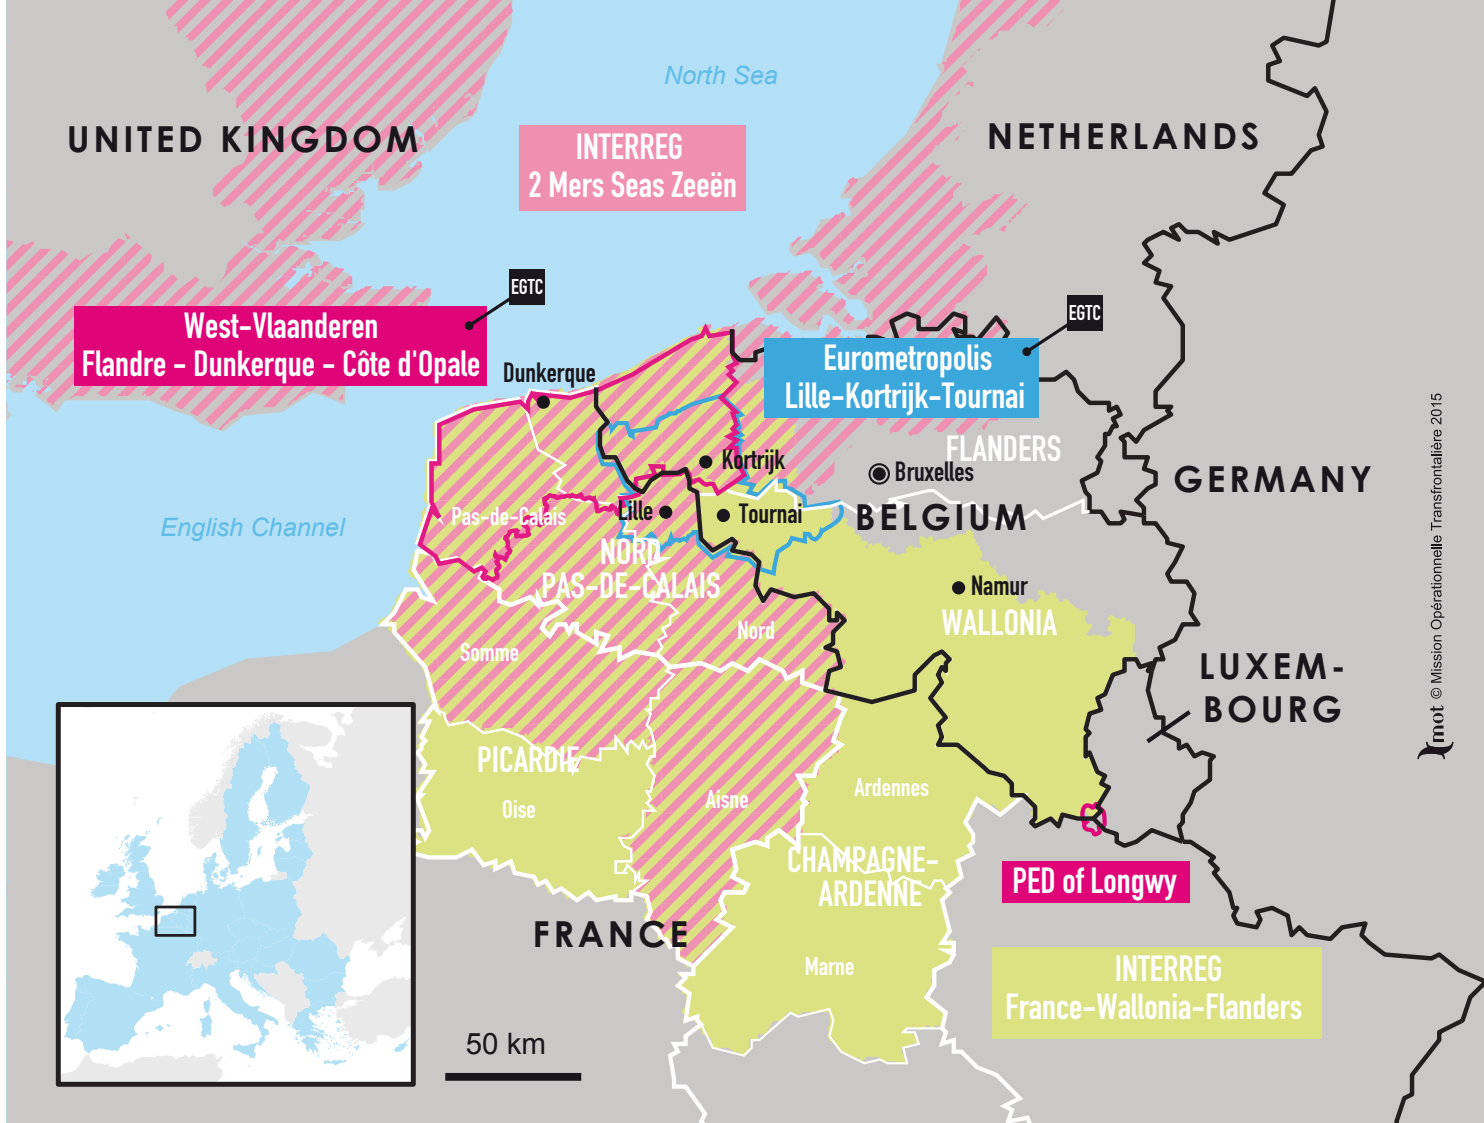 North Sea
UNITED KINGDOM
NETHERLANDS
INTERREG
2 Mers Seas Zeeën
EGTC
West-Vlaanderen
Flandre - Dunkerque - Côte d'Opale
EGTC
Eurometropolis
Lille-Kortrijk-Tournai
Dunkerque
FLANDERS
Kortrijk
Bruxelles
GERMANY
English Channel
Pas-de-Calais
Lille
Tournai
BELGIUM
NORD
PAS-DE-CALAIS
Namur
WALLONIA
Nord
Somme
LUXEM-
BOURG
PICARDIE
Oise
Aisne
Ardennes
CHAMPAGNE-
ARDENNE
PED of Longwy
FRANCE
Marne
INTERREG
France-Wallonia-Flanders
50 km
mot © Mission Opérationnelle Transfrontalière 2015